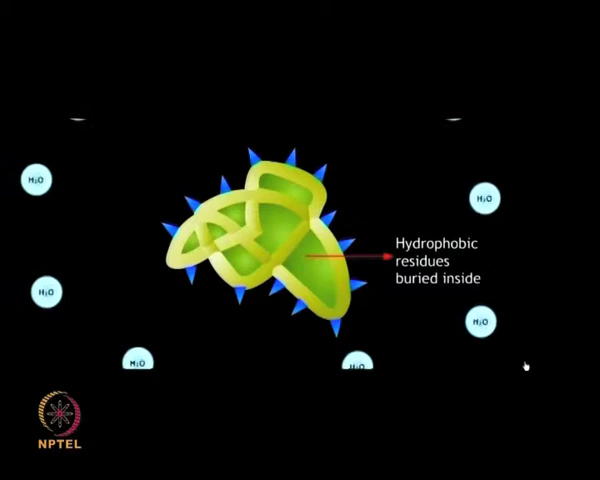 H₂O
H₂O
Hydrophobic
residues
buried inside
H₂O
H₂O
H₂O
H₂O
NPTEL